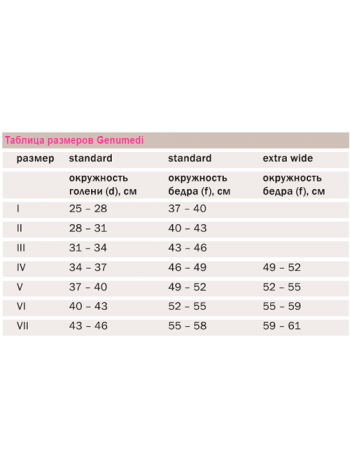 Таблица размеров Genumedi
размер standard standard extra wide
окружность голени (d), см окружность бедра (f), см окружность бедра (f), см
I 25 – 28 37 – 40
II 28 – 31 40 – 43
III 31 – 34 43 – 46
IV 34 – 37 46 – 49 49 – 52
V 37 – 40 49 – 52 52 – 55
VI 40 – 43 52 – 55 55 – 59
VII 43 – 46 55 – 58 59 – 61